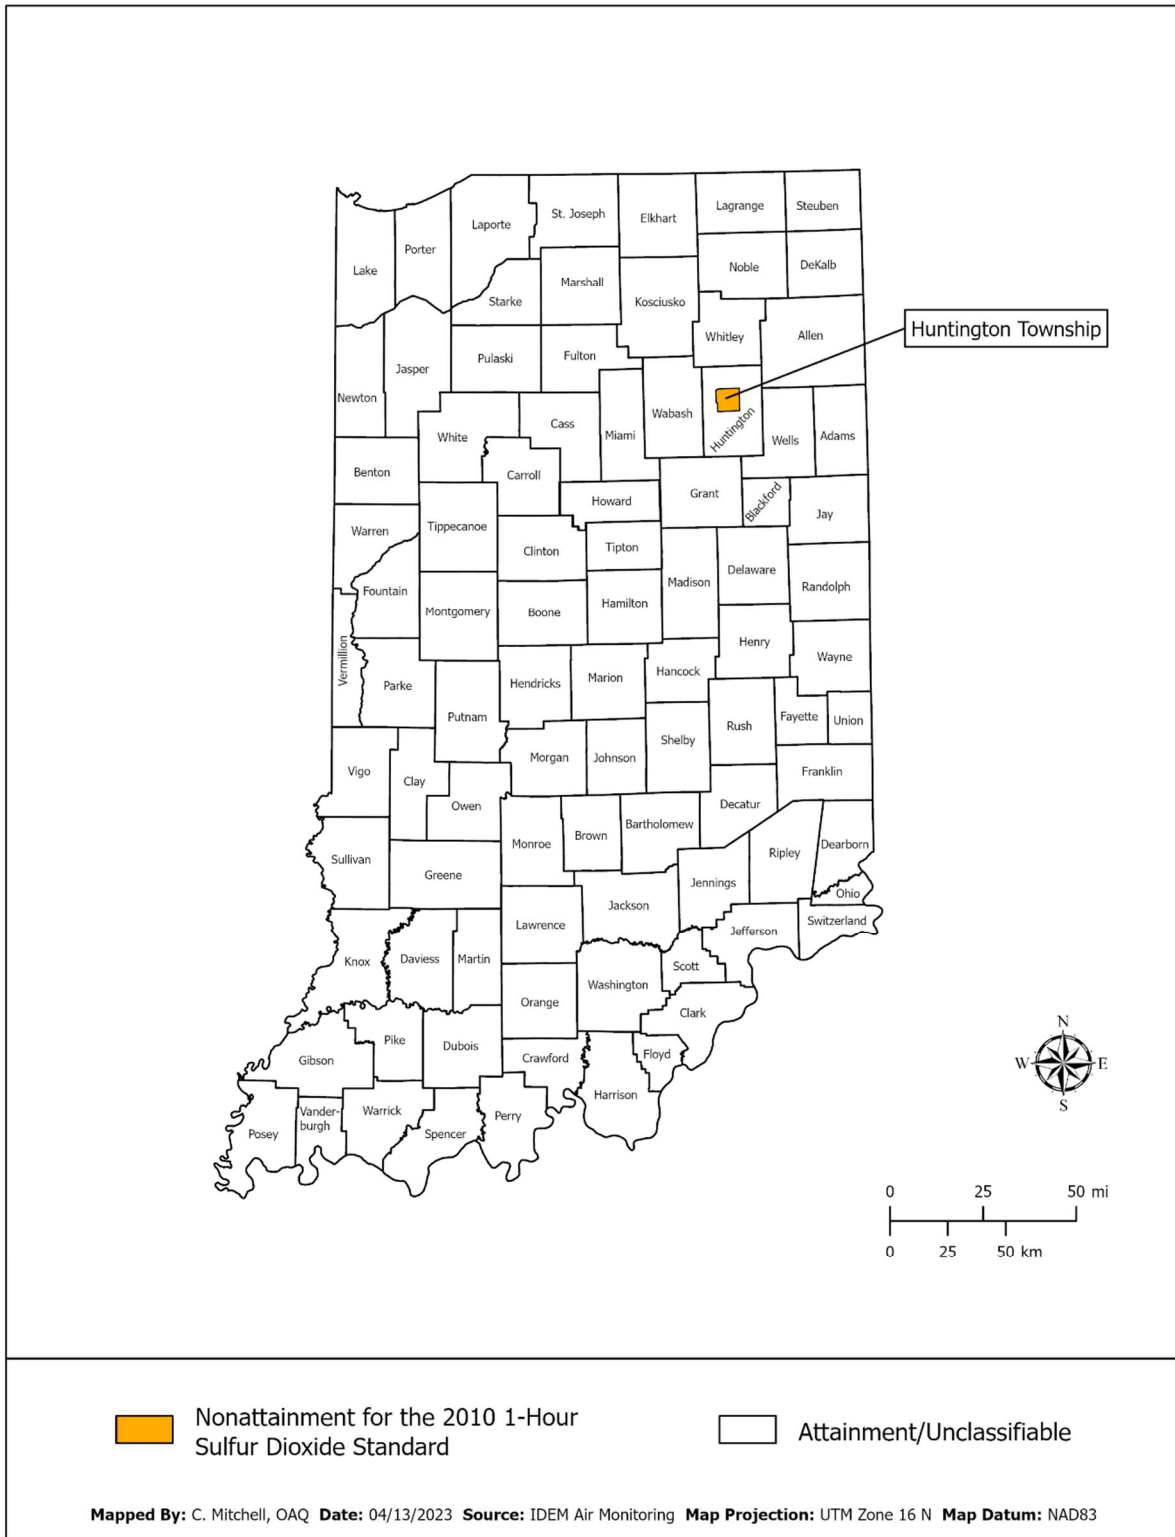 Lagrange
Steuben
St. Joseph
Elkhart
Laporte
Porter
Lake
Noble
DeKalb
Marshall
Starke
Kosciusko
Huntington Township
Whitley
Allen
Pulaski
Fulton
Jasper
Newton
Wabash
Huntington
Miami
Cass
White
Wells
Adams
Benton
Carroll
Howard
Grant
Blackford
Jay
Warren
Tippecanoe
Clinton
Tipton
Madison
Delaware
Randolph
Fountain
Montgomery
Boone
Hamilton
Henry
Wayne
Vermillion
Parke
Hendricks
Marion
Hancock
Putnam
Rush
Fayette
Union
Shelby
Morgan
Johnson
Franklin
Vigo
Clay
Owen
Decatur
Monroe
Brown
Bartholomew
Ripley
Dearborn
Sullivan
Greene
Jennings
Ohio
Jackson
Lawrence
Jefferson
Switzerland
Knox
Daviess
Martin
Scott
Washington
Orange
Clark
Pike
Dubois
Gibson
Crawford
Floyd
Harrison
Posey
Vander-
burgh
Warrick
Spencer
Perry
N
W
E
S
0 25 50 mi
0 25 50 km
Nonattainment for the 2010 1-Hour
Sulfur Dioxide Standard
Attainment/Unclassifiable
Mapped By: C. Mitchell, OAQ Date: 04/13/2023 Source: IDEM Air Monitoring Map Projection: UTM Zone 16 N Map Datum: NAD83